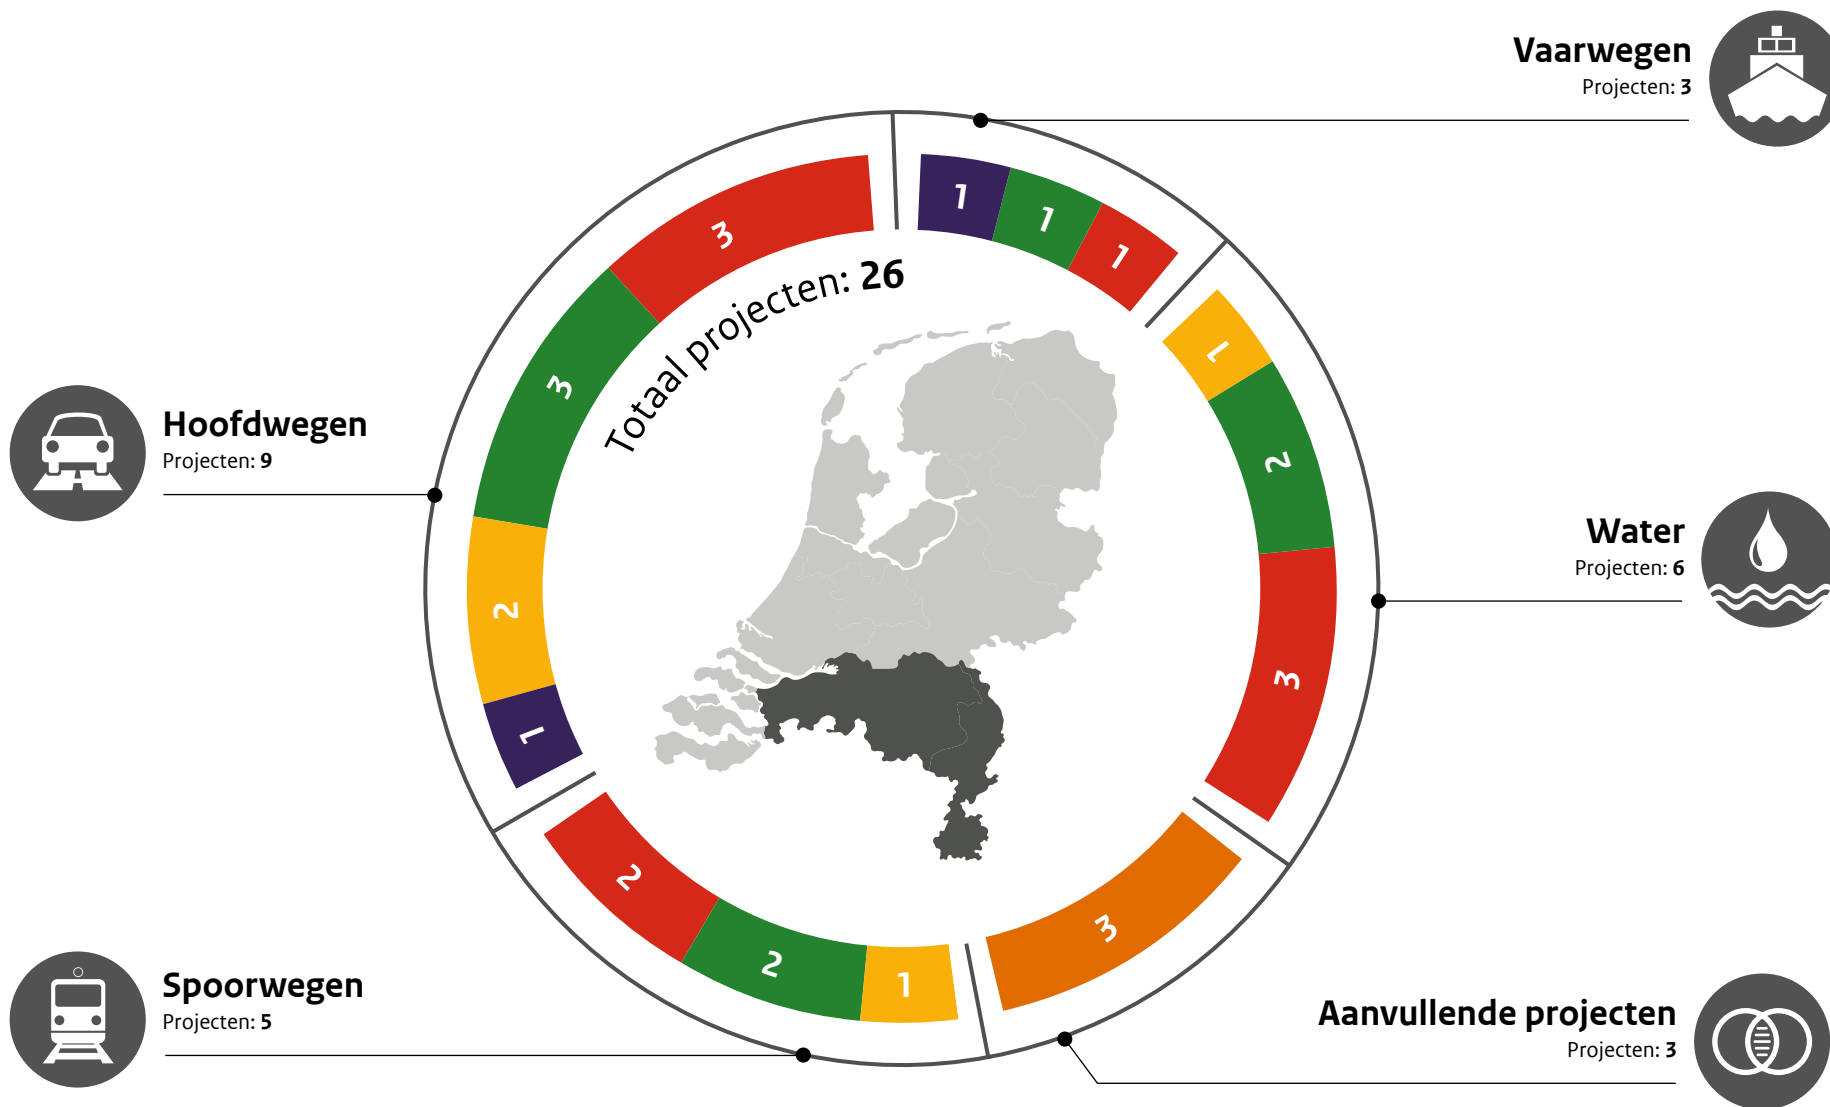 Vaarwegen
Projecten: 3
1
1
1
Water
Projecten: 6
1
2
3
Aanvullende projecten
Projecten: 3
3
Spoorwegen
Projecten: 5
1
2
2
Hoofdwegen
Projecten: 9
1
2
3
3
Totaal projecten: 26